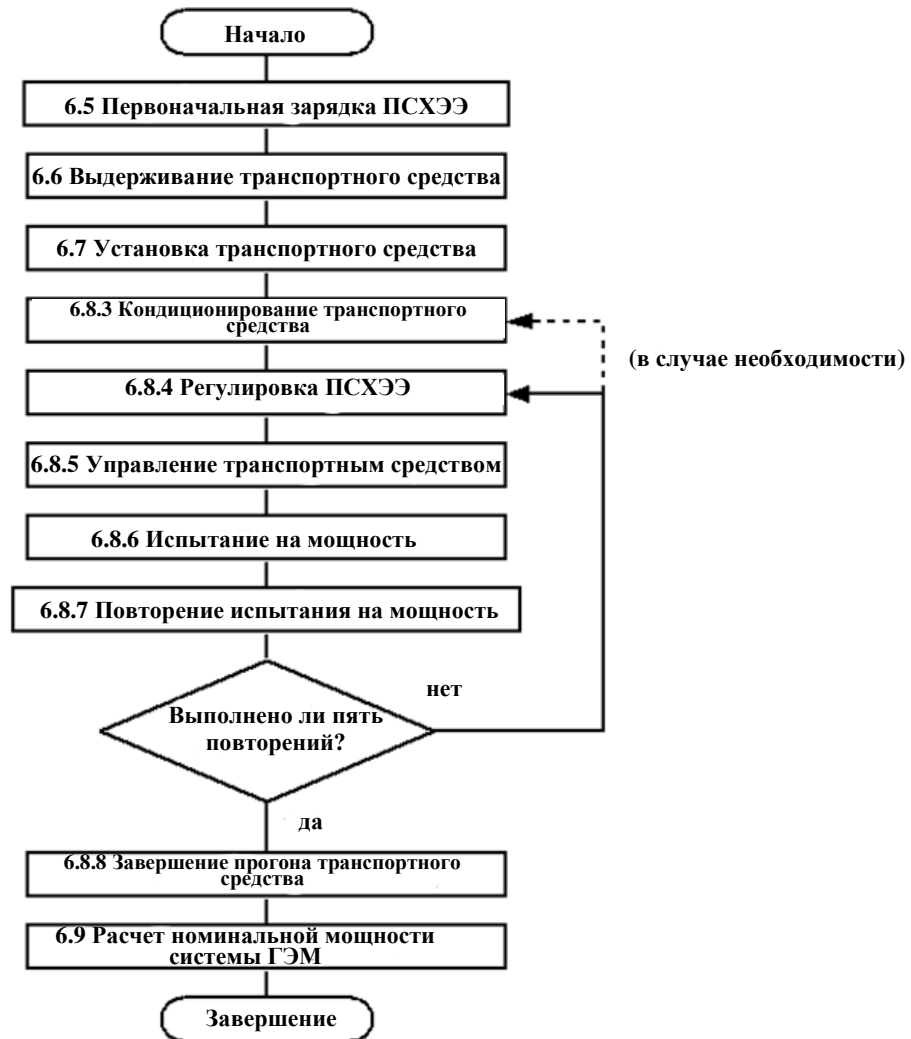 Начало
6.5 Первоначальная зарядка ПСХЭЭ
6.6 Выдерживание транспортного средства
6.7 Установка транспортного средства
6.8.3 Кондиционирование транспортного
средства
(в случае необходимости)
6.8.4 Регулировка ПСХЭЭ
6.8.5 Управление транспортным средством
6.8.6 Испытание на мощность
6.8.7 Повторение испытания на мощность
нет
Выполнено ли пять
повторений?
да
6.8.8 Завершение прогона транспортного
средства
6.9 Расчет номинальной мощности
системы ГЭМ
Завершение